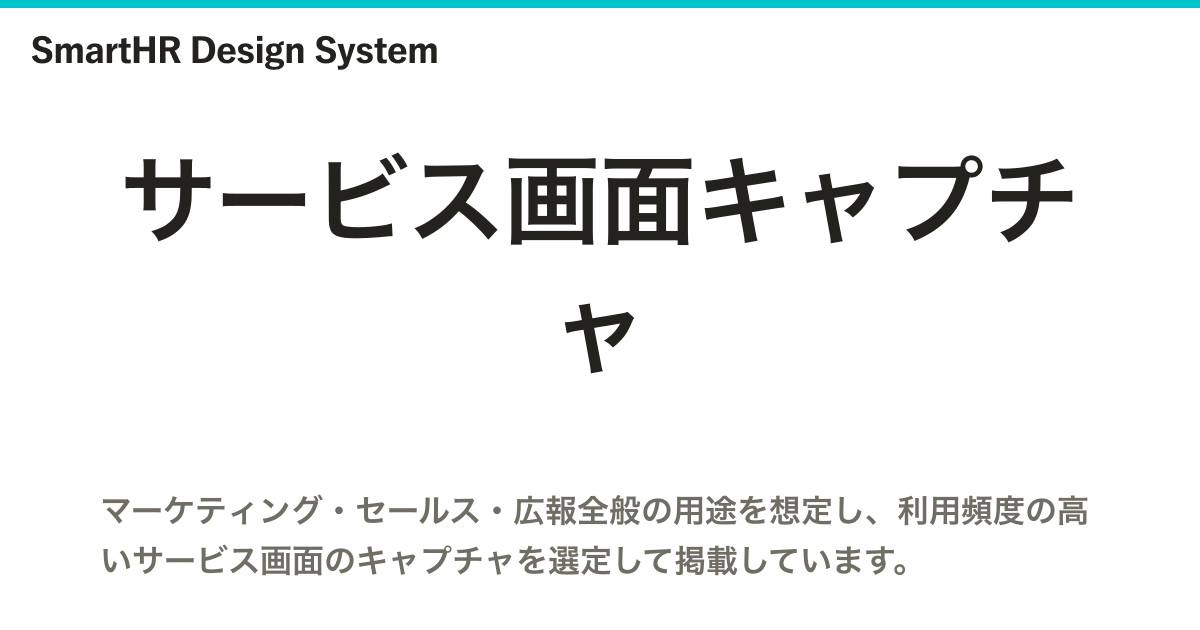 SmartHR Design System
サービス画面キャプチ
ャ
マーケティング・セールス・広報全般の用途を想定し、利用頻度の高
いサービス画面のキャプチャを選定して掲載しています。